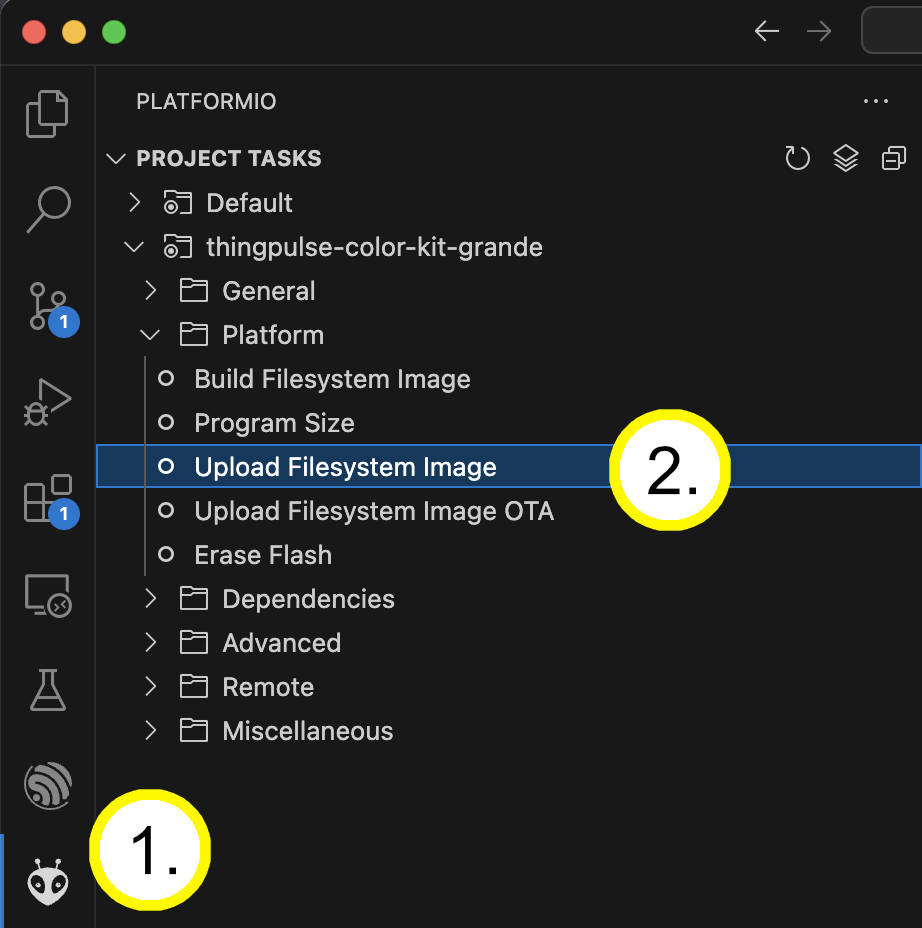 PLATFORMIO
PROJECT TASKS
Default
thingpulse-color-kit-grande
General
1
Platform
Build Filesystem Image
Program Size
Upload Filesystem Image
2.
Upload Filesystem Image OTA
1
Erase Flash
Dependencies
Advanced
Remote
Miscellaneous
1.